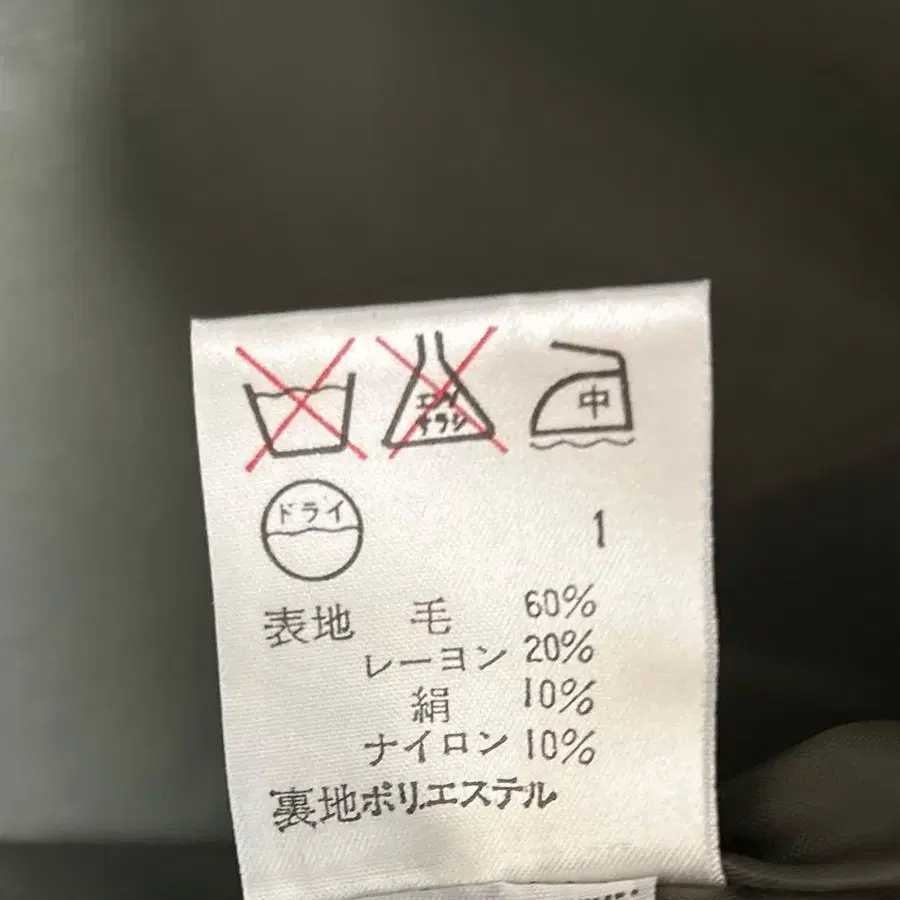 エンソ
サラシ
中
ドライ
1
表地 毛 60%
レーヨン 20%
絹 10%
ナイロン 10%
裏地ポリエステル